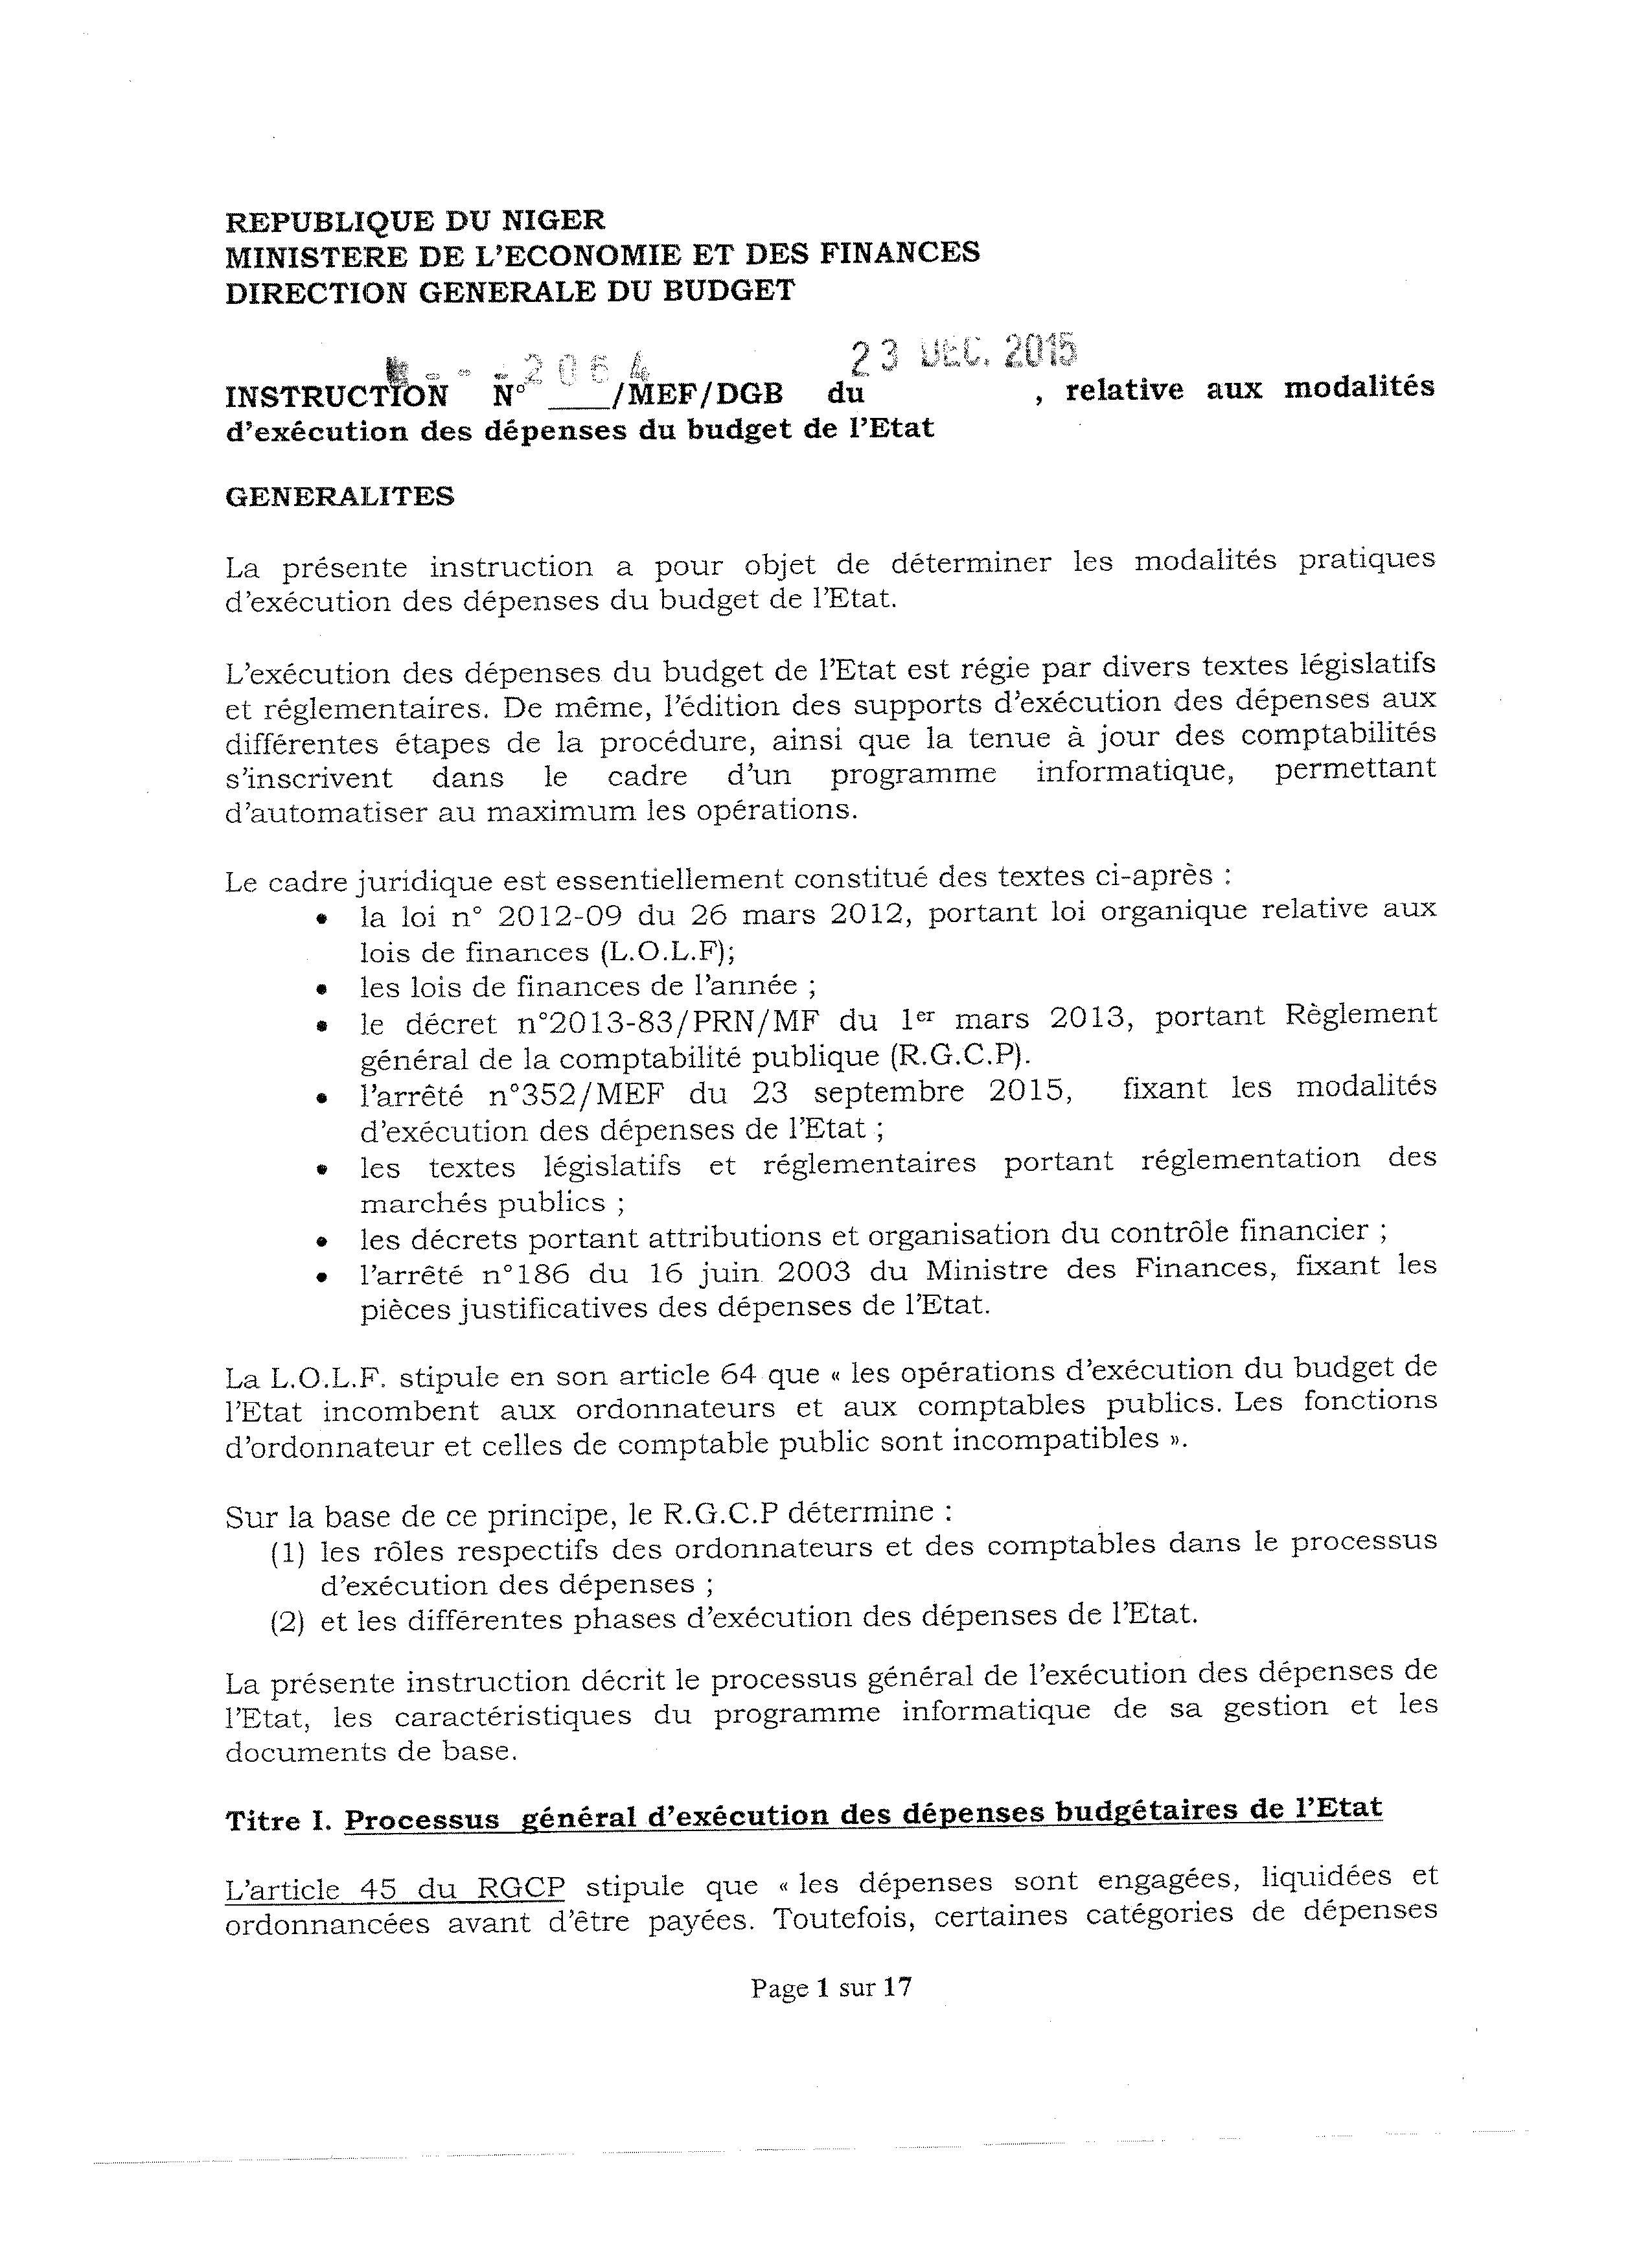 REPUBLIQUE DU NIGER
MINISTERE DE L'ECONOMIE ET DES FINANCES
DIRECTION GENERALE DU BUDGET
2064
23 DEC. 2015
INSTRUCTION N° ____/MEF/DGB du , relative aux modalités
d'exécution des dépenses du budget de l'Etat
GENERALITES
La présente instruction a pour objet de déterminer les modalités pratiques
d'exécution des dépenses du budget de l'Etat.
L'exécution des dépenses du budget de l'Etat est régie par divers textes législatifs
et réglementaires. De même, l'édition des supports d'exécution des dépenses aux
différentes étapes de la procédure, ainsi que la tenue à jour des comptabilités
s'inscrivent dans le cadre d'un programme informatique, permettant
d'automatiser au maximum les opérations.
Le cadre juridique est essentiellement constitué des textes ci-après :
• la loi n° 2012-09 du 26 mars 2012, portant loi organique relative aux
lois de finances (L.O.L.F);
• les lois de finances de l'année ;
• le décret n°2013-83/PRN/MF du 1er mars 2013, portant Règlement
général de la comptabilité publique (R.G.C.P).
• l'arrêté n°352/MEF du 23 septembre 2015, fixant les modalités
d'exécution des dépenses de l'Etat ;
• les textes législatifs et réglementaires portant réglementation des
marchés publics ;
• les décrets portant attributions et organisation du contrôle financier ;
• l'arrêté n°186 du 16 juin 2003 du Ministre des Finances, fixant les
pièces justificatives des dépenses de l'Etat.
La L.O.L.F. stipule en son article 64 que « les opérations d'exécution du budget de
l'Etat incombent aux ordonnateurs et aux comptables publics. Les fonctions
d'ordonnateur et celles de comptable public sont incompatibles ».
Sur la base de ce principe, le R.G.C.P détermine :
(1) les rôles respectifs des ordonnateurs et des comptables dans le processus
d'exécution des dépenses ;
(2) et les différentes phases d'exécution des dépenses de l'Etat.
La présente instruction décrit le processus général de l'exécution des dépenses de
l'Etat, les caractéristiques du programme informatique de sa gestion et les
documents de base.
Titre I. Processus général d'exécution des dépenses budgétaires de l'Etat
L'article 45 du RGCP stipule que « les dépenses sont engagées, liquidées et
ordonnancées avant d'être payées. Toutefois, certaines catégories de dépenses
Page 1 sur 17